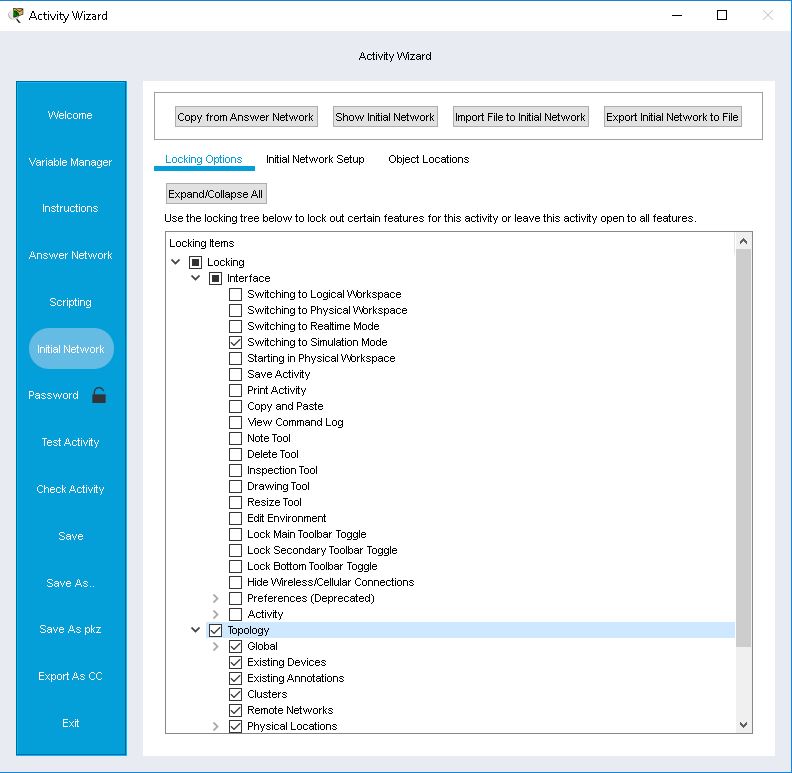 Activity Wizard
Activity Wizard
Welcome
Variable Manager
Instructions
Answer Network
Scripting
Initial Network
Password
Test Activity
Check Activity
Save
Save As..
Save As pkz
Export As CC
Exit
Copy from Answer Network Show Initial Network Import File to Initial Network Export Initial Network to File
Locking Options Initial Network Setup Object Locations
Expand/Collapse All
Use the locking tree below to lock out certain features for this activity or leave this activity open to all features.
Locking Items
Locking
Interface
Switching to Logical Workspace
Switching to Physical Workspace
Switching to Realtime Mode
Switching to Simulation Mode
Starting in Physical Workspace
Save Activity
Print Activity
Copy and Paste
View Command Log
Note Tool
Delete Tool
Inspection Tool
Drawing Tool
Resize Tool
Edit Environment
Lock Main Toolbar Toggle
Lock Secondary Toolbar Toggle
Lock Bottom Toolbar Toggle
Hide Wireless/Cellular Connections
Preferences (Deprecated)
Activity
Topology
Global
Existing Devices
Existing Annotations
Clusters
Remote Networks
Physical Locations